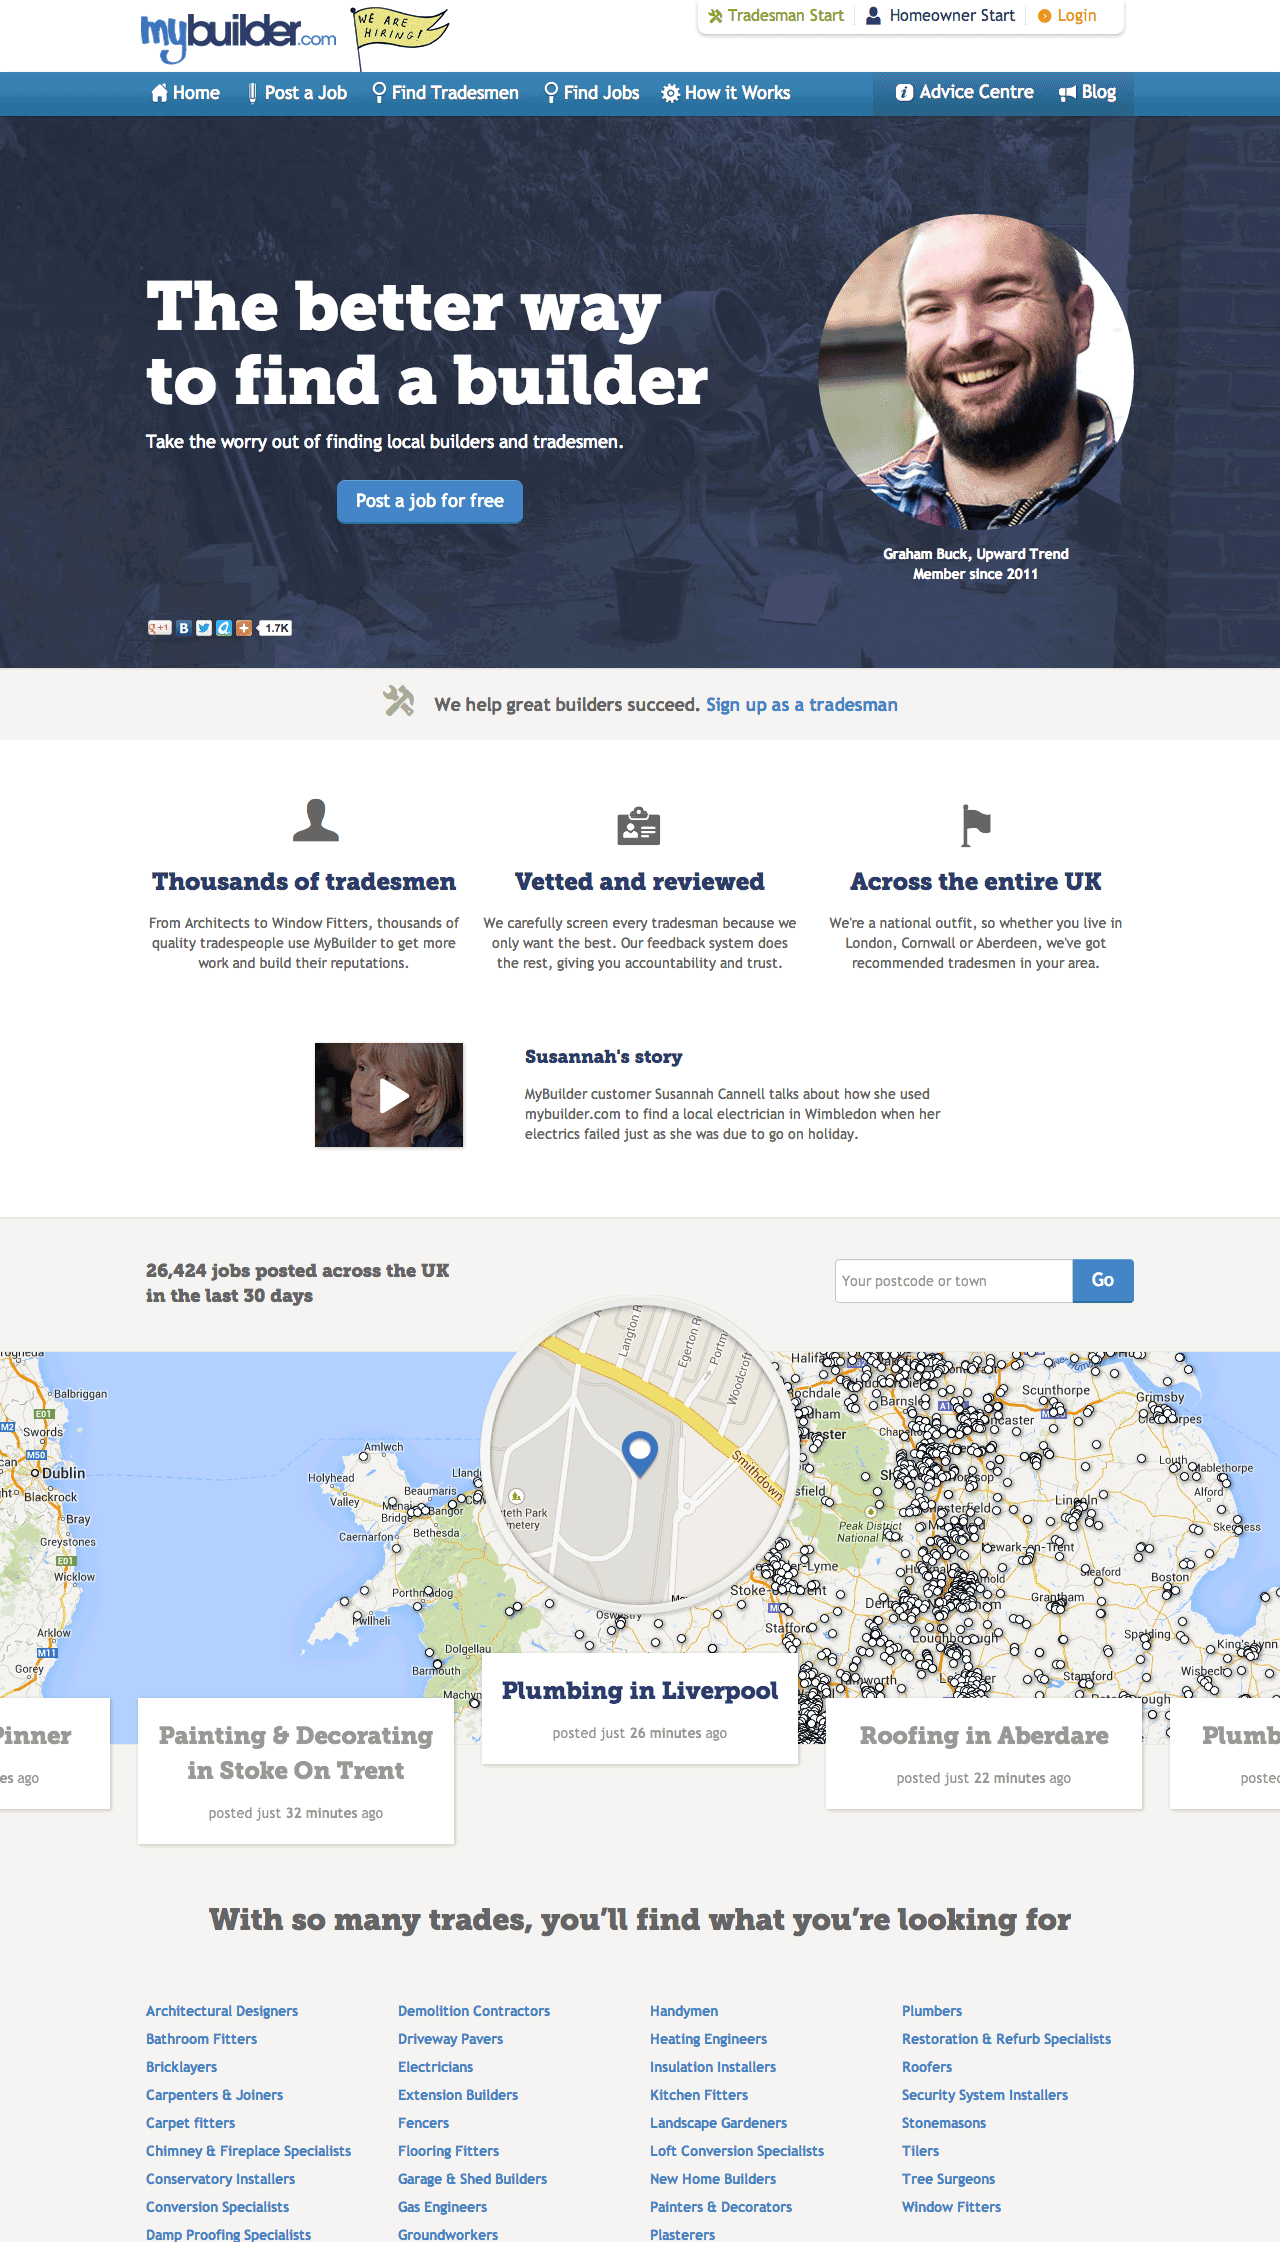 mybuilder.com
WE ARE
HIRING!
Tradesman Start
Homeowner Start
Login
Home
Post a Job
Find Tradesmen
Find Jobs
How it Works
Advice Centre
Blog
The better way
to find a builder
Take the worry out of finding local builders and tradesmen.
Post a job for free
Graham Buck, Upward Trend
Member since 2011
g +1
B
1.7K
We help great builders succeed. Sign up as a tradesman
Thousands of tradesmen
From Architects to Window Fitters, thousands of
quality tradespeople use MyBuilder to get more
work and build their reputations.
Vetted and reviewed
We carefully screen every tradesman because we
only want the best. Our feedback system does
the rest, giving you accountability and trust.
Across the entire UK
We're a national outfit, so whether you live in
London, Cornwall or Aberdeen, we've got
recommended tradesmen in your area.
Susannah's story
MyBuilder customer Susannah Cannell talks about how she used
mybuilder.com to find a local electrician in Wimbledon when her
electrics failed just as she was due to go on holiday.
26,424 jobs posted across the UK
in the last 30 days
Your postcode or town
Go
Balbriggan
E01
M2
Swords
M50
Dublin
Blackrock
Bray
Greystones
E01
Wicklow
Arklow
M11
Gorey
Amlwch
Holyhead
Valley
Beaumaris
Menai
Bridge
Bangor
Caernarfon
Bethesda
Porthmadog
Pwllheli
Dolgellau
Barmouth
Langton R
Egerton R
Portm
Woodcroft
Smithdown
Scunthorpe
Grimsby
Peak District
Lincoln
Louth
Mablethorpe
Alford
Skegness
Sleaford
Boston
Grantham
Spalding
King's Lynn
Stamford
Wisbech
Stafford
Loughborough
Pinner
es ago
Painting & Decorating
in Stoke On Trent
posted just 32 minutes ago
Plumbing in Liverpool
posted just 26 minutes ago
Roofing in Aberdare
posted just 22 minutes ago
Plumb
poste
With so many trades, you’ll find what you’re looking for
Architectural Designers
Bathroom Fitters
Bricklayers
Carpenters & Joiners
Carpet fitters
Chimney & Fireplace Specialists
Conservatory Installers
Conversion Specialists
Damp Proofing Specialists
Demolition Contractors
Driveway Pavers
Electricians
Extension Builders
Fencers
Flooring Fitters
Garage & Shed Builders
Gas Engineers
Groundworkers
Handymen
Heating Engineers
Insulation Installers
Kitchen Fitters
Landscape Gardeners
Loft Conversion Specialists
New Home Builders
Painters & Decorators
Plasterers
Plumbers
Restoration & Refurb Specialists
Roofers
Security System Installers
Stonemasons
Tilers
Tree Surgeons
Window Fitters